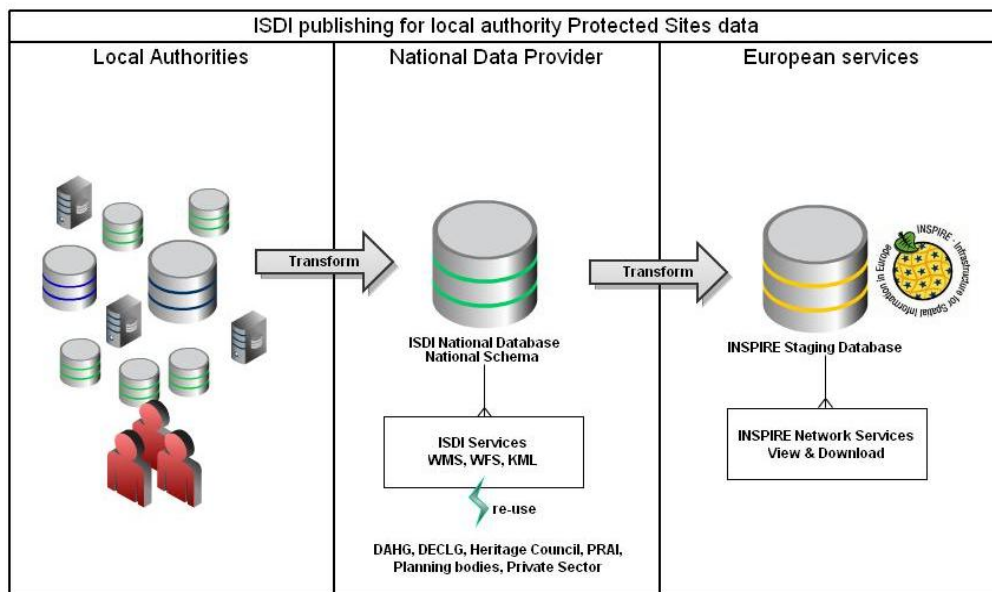 ISDI publishing for local authority Protected Sites data
Local Authorities
National Data Provider
European services
Transform
Transform
INSPIRE - Infrastructure for Spatial Information in Europe
ISDI National Database
National Schema
INSPIRE Staging Database
ISDI Services
WMS, WFS, KML
INSPIRE Network Services
View & Download
re-use
DAHG, DECLG, Heritage Council, PRAI,
Planning bodies, Private Sector